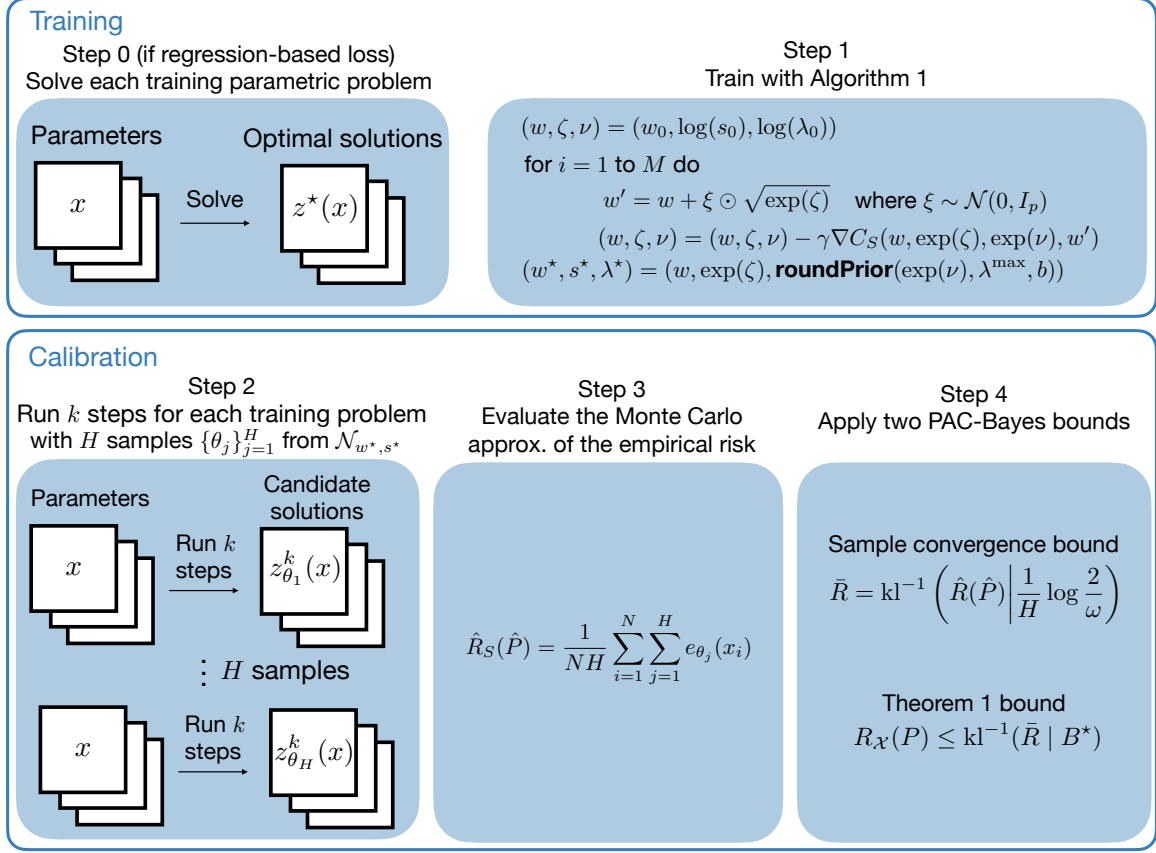 Training
Step 0 (if regression-based loss)
Solve each training parametric problem
Parameters
Optimal solutions
x
Solve
z⋆(x)
Step 1
Train with Algorithm 1
(w, ζ, ν) = (w₀, log(s₀), log(λ₀))
for i = 1 to M do
w′ = w + ξ ⊙ √exp(ζ) where ξ ∼ 𝒩(0, I_p)
(w, ζ, ν) = (w, ζ, ν) − γ∇C_S(w, exp(ζ), exp(ν), w′)
(w⋆, s⋆, λ⋆) = (w, exp(ζ), roundPrior(exp(ν), λ^max, b))
Calibration
Step 2
Run k steps for each training problem
with H samples {θ_j}_{j=1}^H from 𝒩_{w⋆,s⋆}
Parameters
Candidate
solutions
x
Run k
steps
z^k_{θ_1}(x)
⋮ H samples
x
Run k
steps
z^k_{θ_H}(x)
Step 3
Evaluate the Monte Carlo
approx. of the empirical risk
R̂_S(P̂) = \frac{1}{NH} ∑_{i=1}^{N} ∑_{j=1}^{H} e_{θ_j}(x_i)
Step 4
Apply two PAC-Bayes bounds
Sample convergence bound
R̄ = kl⁻¹ ( R̂(P̂) | \frac{1}{H} log \frac{2}{ω} )
Theorem 1 bound
R_𝒳(P) ≤ kl⁻¹(R̄ | B⋆)